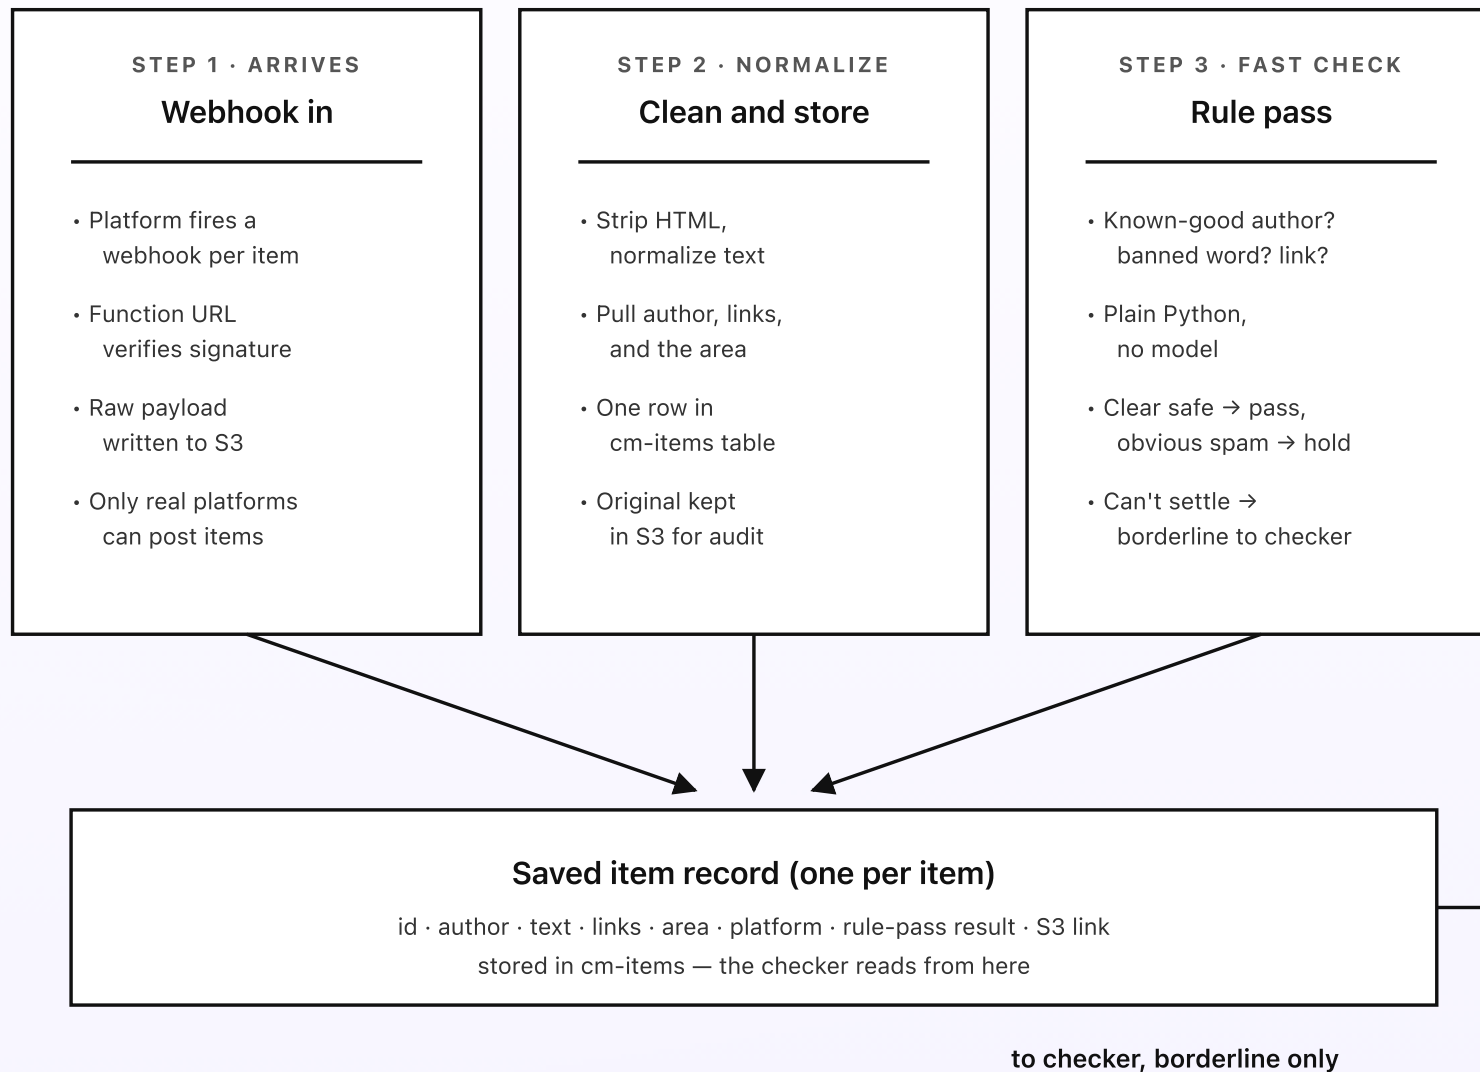 STEP 1 · ARRIVES
Webhook in
• Platform fires a
webhook per item
• Function URL
verifies signature
• Raw payload
written to S3
• Only real platforms
can post items
STEP 2 · NORMALIZE
Clean and store
• Strip HTML,
normalize text
• Pull author, links,
and the area
• One row in
cm-items table
• Original kept
in S3 for audit
STEP 3 · FAST CHECK
Rule pass
• Known-good author?
banned word? link?
• Plain Python,
no model
• Clear safe → pass,
obvious spam → hold
• Can't settle →
borderline to checker
Saved item record (one per item)
id · author · text · links · area · platform · rule-pass result · S3 link
stored in cm-items — the checker reads from here
to checker, borderline only